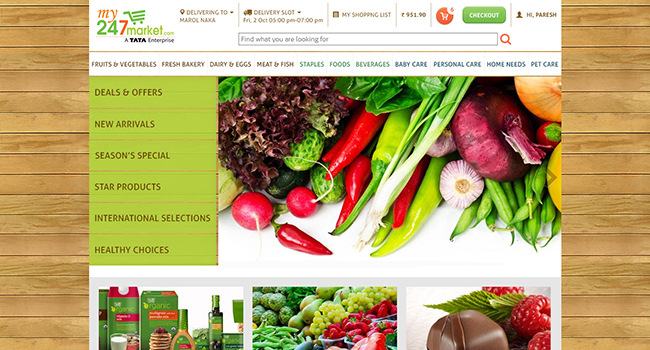 my
247market.com
A TATA Enterprise
DELIVERING TO
MAROL NAKA
DELIVERY SLOT
Fri, 2 Oct 05:00 pm-07:00 pm
MY SHOPPNG LIST
₹ 951.90
6
CHECKOUT
HI, PARESH
Find what you are looking for
FRUITS & VEGETABLES FRESH BAKERY DAIRY & EGGS MEAT & FISH STAPLES FOODS BEVERAGES BABY CARE PERSONAL CARE HOME NEEDS PET CARE
DEALS & OFFERS
NEW ARRIVALS
SEASON'S SPECIAL
STAR PRODUCTS
INTERNATIONAL SELECTIONS
HEALTHY CHOICES
organic
organic